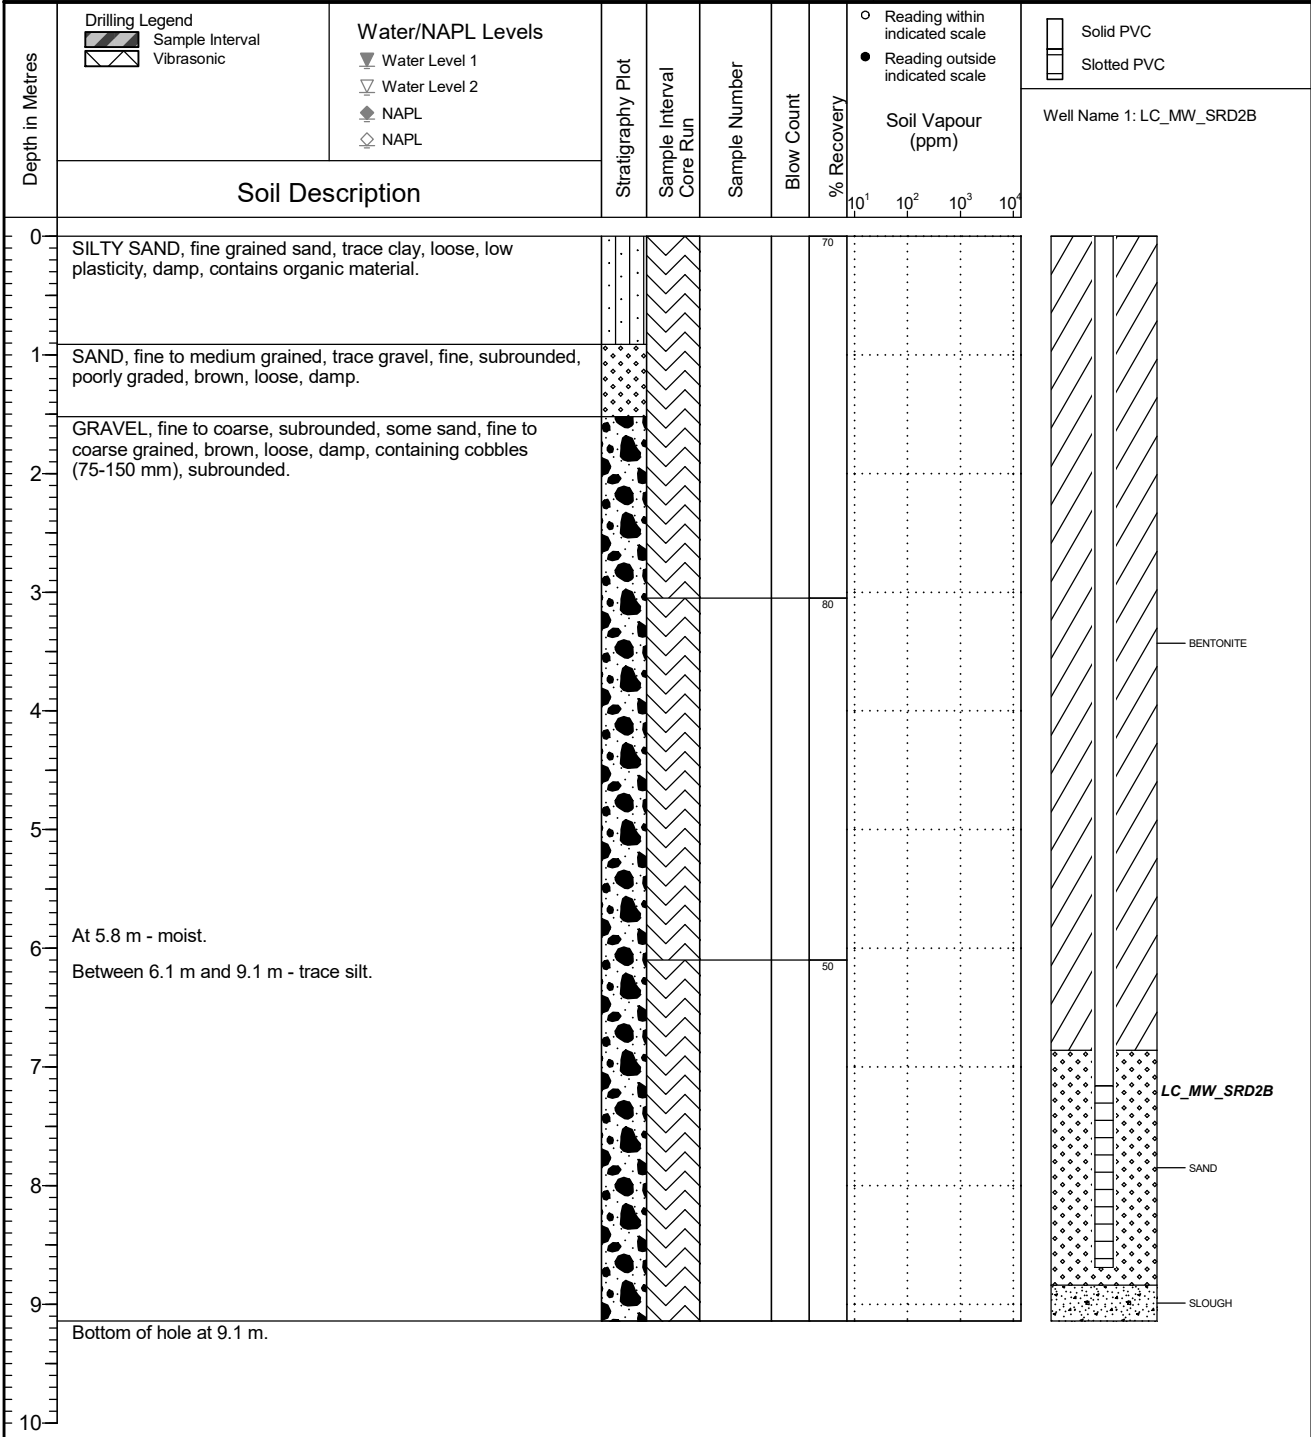 Depth in Metres
Drilling Legend
Sample Interval
Vibrasonic
Water/NAPL Levels
Water Level 1
Water Level 2
NAPL
NAPL
Soil Description
Stratigraphy Plot
Sample Interval
Core Run
Sample Number
Blow Count
% Recovery
Reading within
indicated scale
Reading outside
indicated scale
Soil Vapour
(ppm)
10¹ 10² 10³ 10⁴
Solid PVC
Slotted PVC
Well Name 1: LC_MW_SRD2B
0
SILTY SAND, fine grained sand, trace clay, loose, low
plasticity, damp, contains organic material.
70
1
SAND, fine to medium grained, trace gravel, fine, subrounded,
poorly graded, brown, loose, damp.
GRAVEL, fine to coarse, subrounded, some sand, fine to
coarse grained, brown, loose, damp, containing cobbles
(75-150 mm), subrounded.
2
3
80
BENTONITE
4
5
At 5.8 m - moist.
6
Between 6.1 m and 9.1 m - trace silt.
50
7
LC_MW_SRD2B
SAND
8
9
SLOUGH
Bottom of hole at 9.1 m.
10